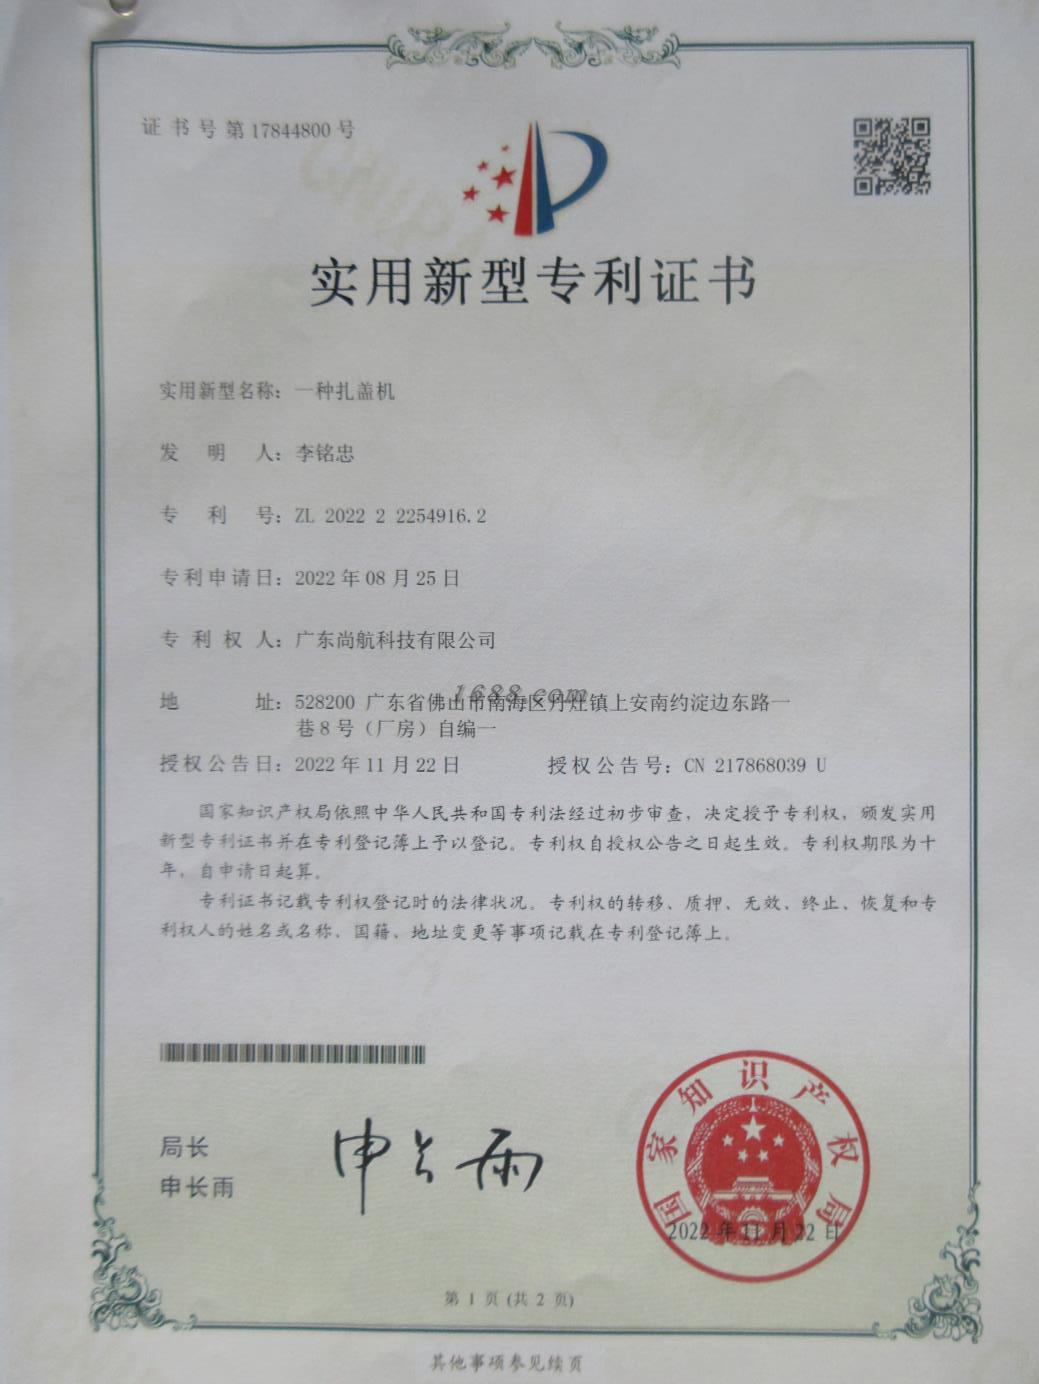 证书号第17844800号
实用新型专利证书
实用新型名称：一种扎盖机
发明人：李铭忠
专利号：ZL 2022 2 2254916.2
专利申请日：2022年08月25日
专利权人：广东尚航科技有限公司
1688.com
地址：528200 广东省佛山市南海区丹灶镇上安南约淀边东路一
巷8号（厂房）自编一
授权公告日：2022年11月22日 授权公告号：CN 217868039 U
国家知识产权局依照中华人民共和国专利法经过初步审查，决定授予专利权，颁发实用
新型专利证书并在专利登记簿上予以登记。专利权自授权公告之日起生效。专利权期限为十
年，自申请日起算。
专利证书记载专利权登记时的法律状况。专利权的转移、质押、无效、终止、恢复和专
利权人的姓名或名称、国籍、地址变更等事项记载在专利登记簿上。
局长
申长雨
申长雨
国家知识产权局
2022年11月22日
第 1 页 (共 2 页)
其他事项参见续页